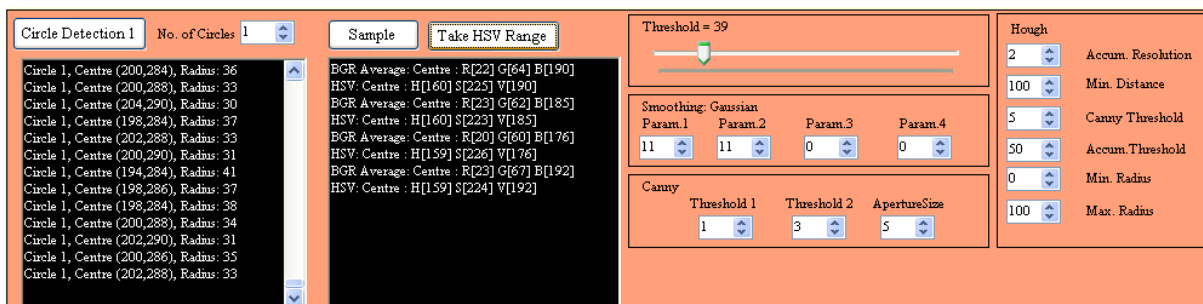 Circle Detection 1 No. of Circles 1
Circle 1, Centre (200,284), Radius: 36
Circle 1, Centre (200,288), Radius: 33
Circle 1, Centre (204,290), Radius: 30
Circle 1, Centre (198,284), Radius: 37
Circle 1, Centre (202,288), Radius: 33
Circle 1, Centre (200,290), Radius: 31
Circle 1, Centre (194,284), Radius: 41
Circle 1, Centre (198,286), Radius: 37
Circle 1, Centre (198,284), Radius: 38
Circle 1, Centre (200,288), Radius: 34
Circle 1, Centre (202,290), Radius: 31
Circle 1, Centre (200,286), Radius: 35
Circle 1, Centre (202,288), Radius: 33
Sample Take HSV Range
BGR Average: Centre : R[22] G[64] B[190]
HSV: Centre : H[160] S[225] V[190]
BGR Average: Centre : R[23] G[62] B[185]
HSV: Centre : H[160] S[223] V[185]
BGR Average: Centre : R[20] G[60] B[176]
HSV: Centre : H[159] S[226] V[176]
BGR Average: Centre : R[23] G[67] B[192]
HSV: Centre : H[159] S[224] V[192]
Threshold = 39
Smoothing: Gaussian
Param.1 Param.2 Param.3 Param.4
11 11 0 0
Canny
Threshold 1 Threshold 2 ApertureSize
1 3 5
Hough
2 Accum. Resolution
100 Min. Distance
5 Canny Threshold
50 Accum.Threshold
0 Min. Radius
100 Max. Radius